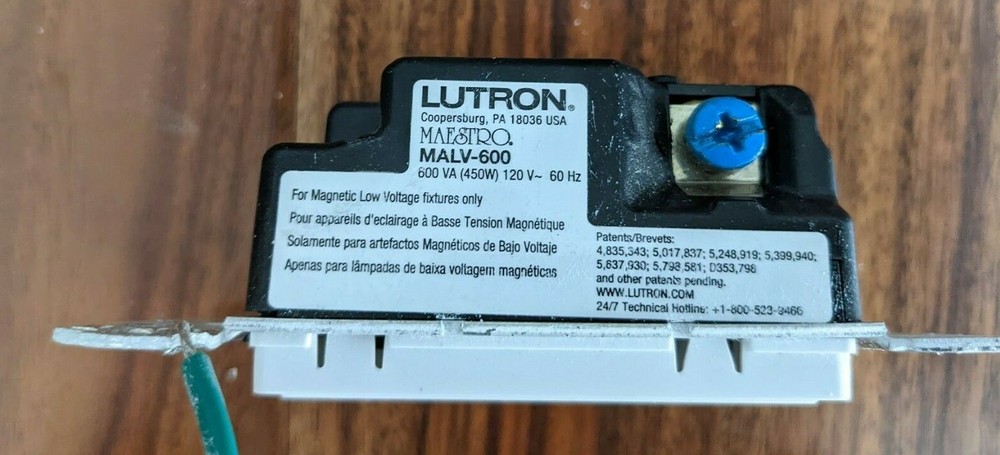 LUTRON®
Coopersburg, PA 18036 USA
MAESTRO®
MALV-600
600 VA (450W) 120 V~ 60 Hz
For Magnetic Low Voltage fixtures only
Pour appareils d'eclairage à Basse Tension Magnétique
Solamente para artefactos Magnéticos de Bajo Voltaje
Apenas para lâmpadas de baixa voltagem magnéticas
Patents/Brevets:
4,835,343; 5,017,837; 5,248,919; 5,399,940;
5,637,930; 5,798,581; D353,798
and other patents pending.
WWW.LUTRON.COM
24/7 Technical Hotline: +1-800-523-9466